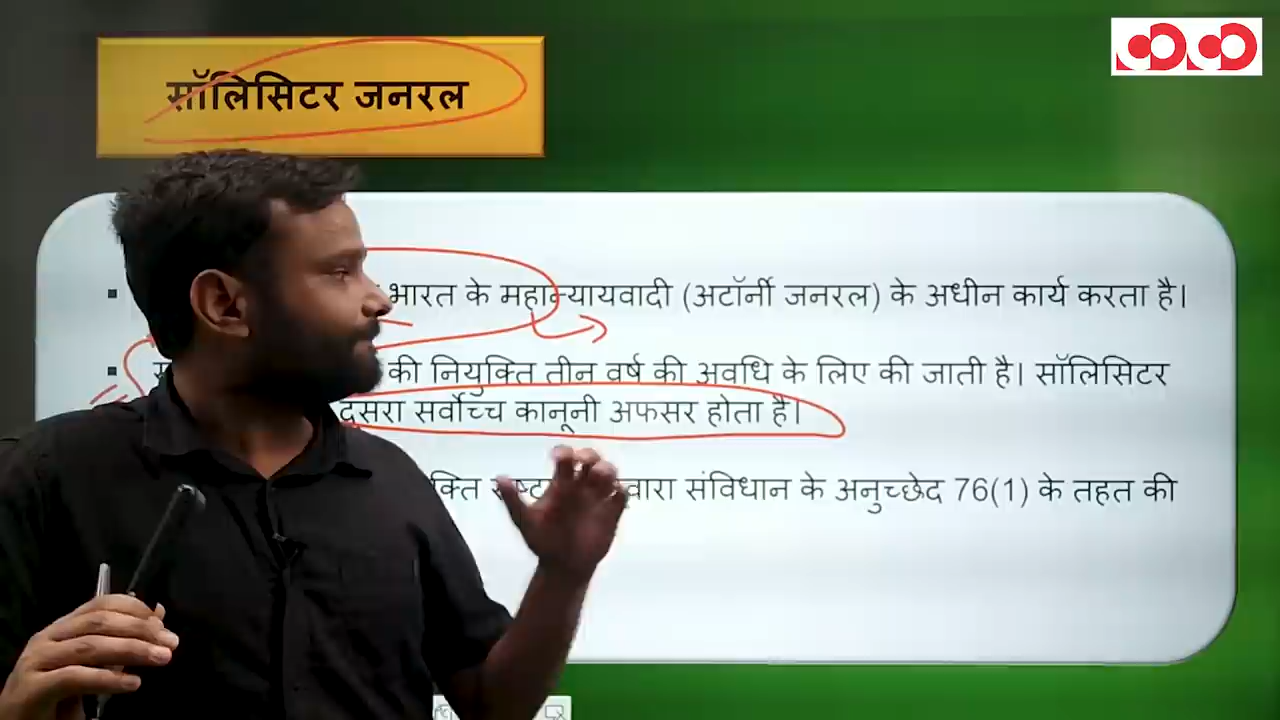 सॉलिसिटर जनरल
भारत के महान्यायवादी (अटॉर्नी जनरल) के अधीन कार्य करता है।
की नियुक्ति तीन वर्ष की अवधि के लिए की जाती है। सॉलिसिटर
दूसरा सर्वोच्च कानूनी अफसर होता है।
संविधान के अनुच्छेद 76(1) के तहत की